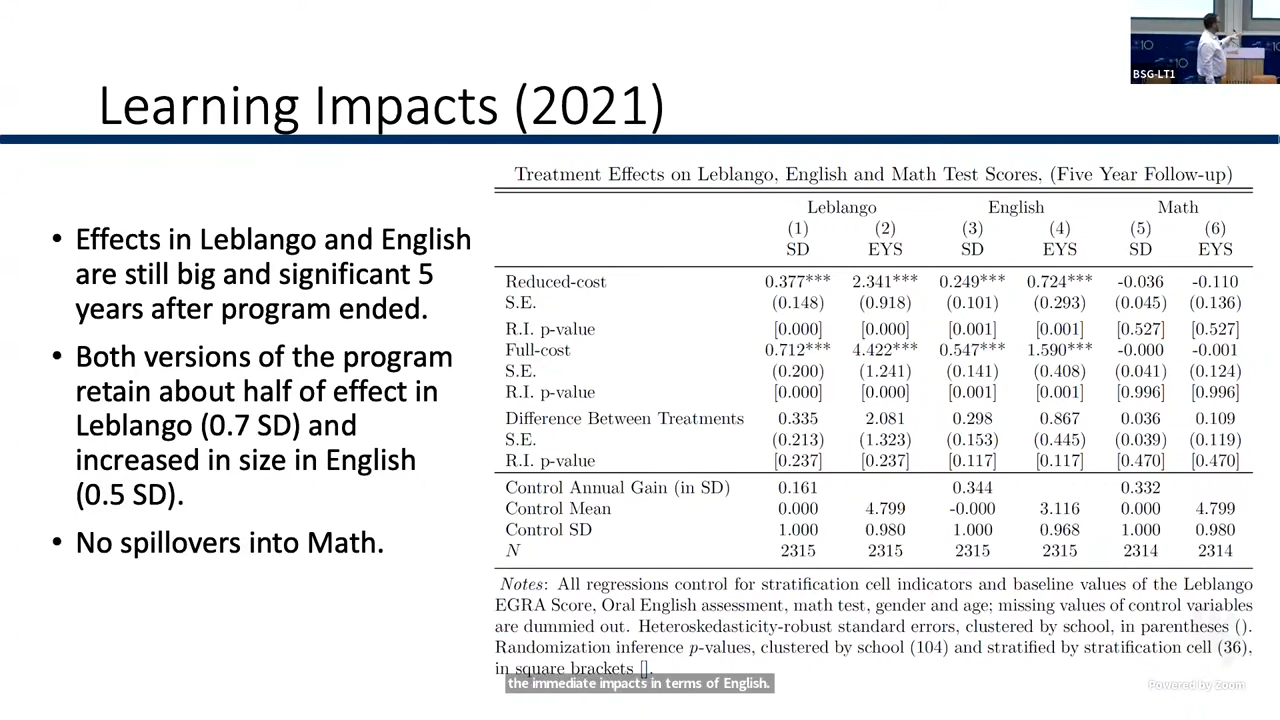 10
10
BSG-LT1
Learning Impacts (2021)
• Effects in Leblango and English
are still big and significant 5
years after program ended.
• Both versions of the program
retain about half of effect in
Leblango (0.7 SD) and
increased in size in English
(0.5 SD).
• No spillovers into Math.
Treatment Effects on Leblango, English and Math Test Scores, (Five Year Follow-up)
Leblango English Math
(1) (2) (3) (4) (5) (6)
SD EYS SD EYS SD EYS
Reduced-cost 0.377*** 2.341*** 0.249*** 0.724*** -0.036 -0.110
S.E. (0.148) (0.918) (0.101) (0.293) (0.045) (0.136)
R.I. p-value [0.000] [0.000] [0.001] [0.001] [0.527] [0.527]
Full-cost 0.712*** 4.422*** 0.547*** 1.590*** -0.000 -0.001
S.E. (0.200) (1.241) (0.141) (0.408) (0.041) (0.124)
R.I. p-value [0.000] [0.000] [0.001] [0.001] [0.996] [0.996]
Difference Between Treatments 0.335 2.081 0.298 0.867 0.036 0.109
S.E. (0.213) (1.323) (0.153) (0.445) (0.039) (0.119)
R.I. p-value [0.237] [0.237] [0.117] [0.117] [0.470] [0.470]
Control Annual Gain (in SD) 0.161 0.344 0.332
Control Mean 0.000 4.799 -0.000 3.116 0.000 4.799
Control SD 1.000 0.980 1.000 0.968 1.000 0.980
N 2315 2315 2315 2315 2314 2314
Notes: All regressions control for stratification cell indicators and baseline values of the Leblango
EGRA Score, Oral English assessment, math test, gender and age; missing values of control variables
are dummied out. Heteroskedasticity-robust standard errors, clustered by school, in parentheses ().
Randomization inference p-values, clustered by school (104) and stratified by stratification cell (36),
in square brackets [].
the immediate impacts in terms of English.
Powered by Zoom